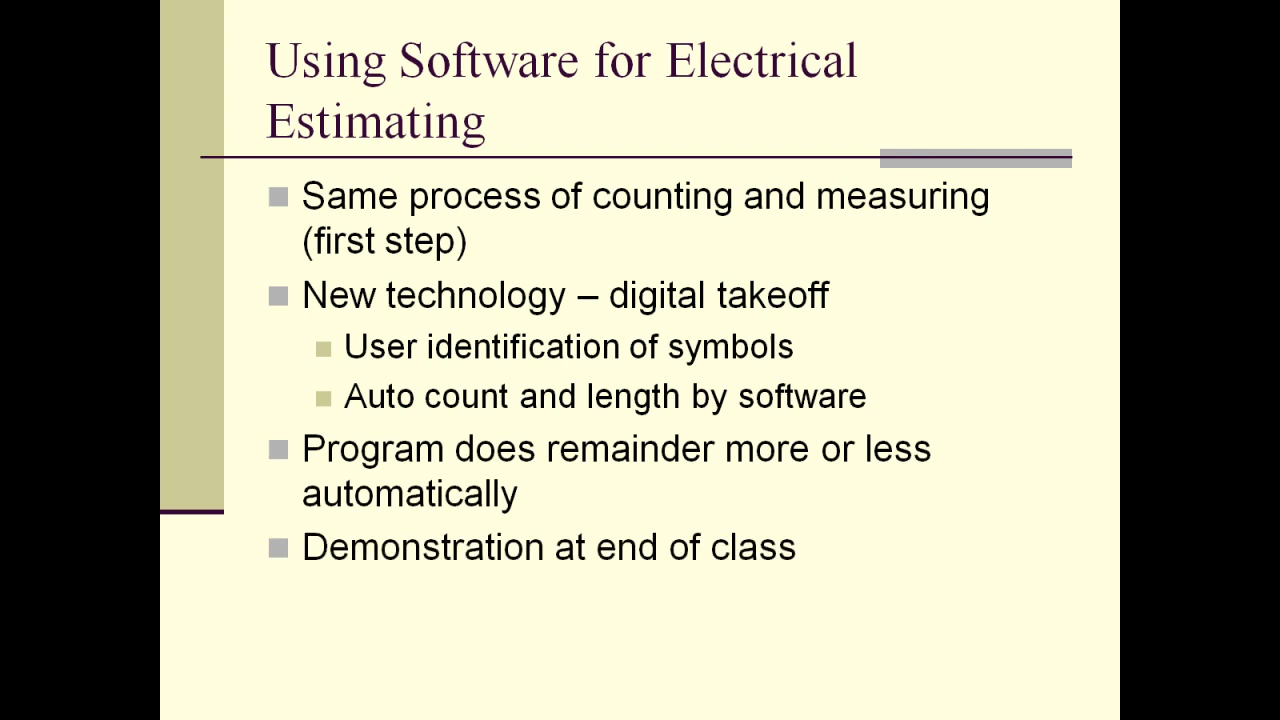 Using Software for Electrical
Estimating
Same process of counting and measuring
(first step)
New technology – digital takeoff
User identification of symbols
Auto count and length by software
Program does remainder more or less
automatically
Demonstration at end of class